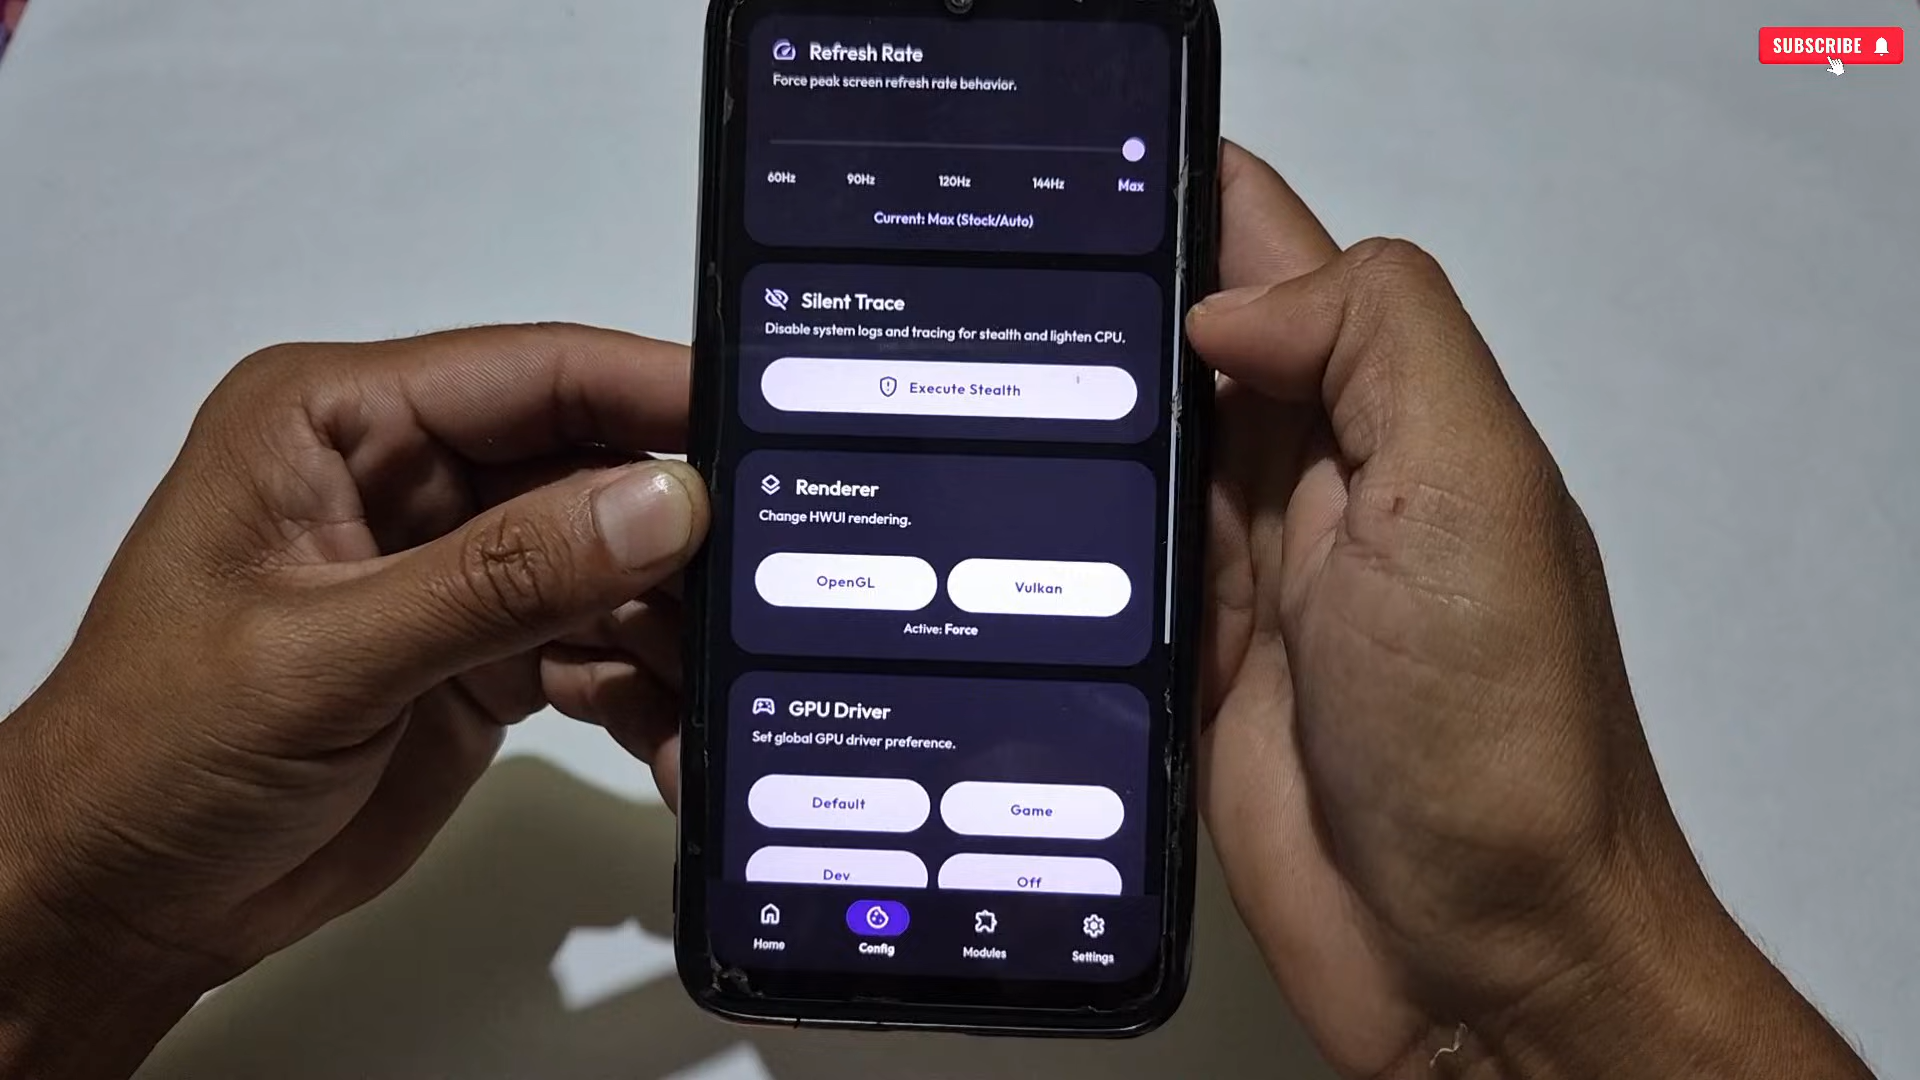 SUBSCRIBE
Refresh Rate
Force peak screen refresh rate behavior.
60Hz 90Hz 120Hz 144Hz Max
Current: Max (Stock/Auto)
Silent Trace
Disable system logs and tracing for stealth and lighten CPU.
Execute Stealth
Renderer
Change HWUI rendering.
OpenGL Vulkan
Active: Force
GPU Driver
Set global GPU driver preference.
Default Game
Dev Off
Home Config Modules Settings